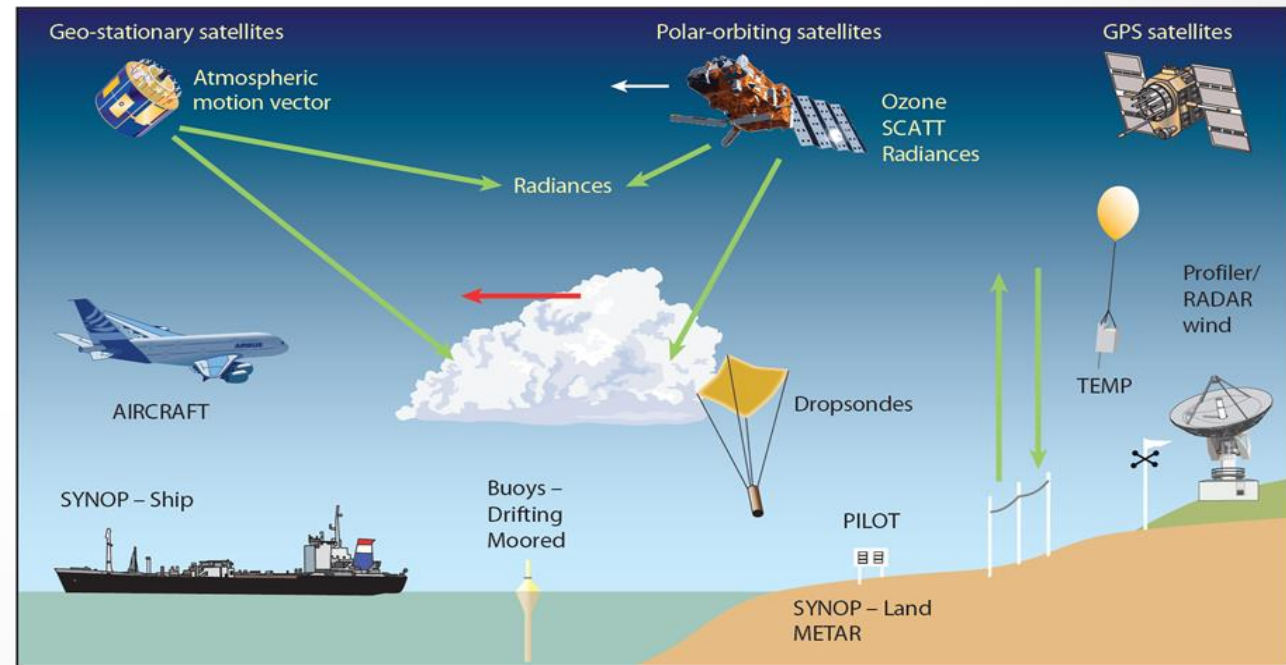 Geo-stationary satellites
Polar-orbiting satellites
GPS satellites
Atmospheric
motion vector
Ozone
SCATT
Radiances
Radiances
Profiler/
RADAR
wind
AIRBUS
AIRCRAFT
TEMP
Dropsondes
SYNOP – Ship
Buoys –
Drifting
Moored
PILOT
SYNOP – Land
METAR